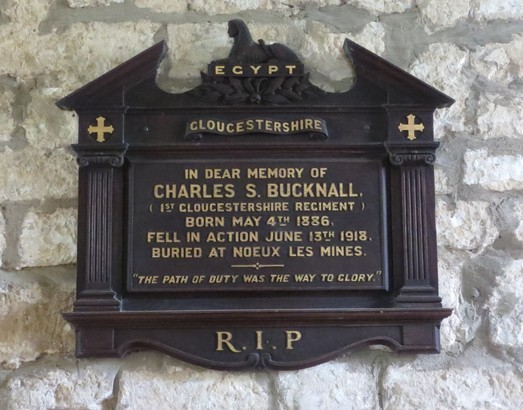 EGYPT
GLOUCESTERSHIRE
IN DEAR MEMORY OF
CHARLES S. BUCKNALL.
( 1ST GLOUCESTERSHIRE REGIMENT )
BORN MAY 4TH 1886.
FELL IN ACTION JUNE 13TH 1918.
BURIED AT NOEUX LES MINES.
"THE PATH OF DUTY WAS THE WAY TO GLORY."
R.I.P